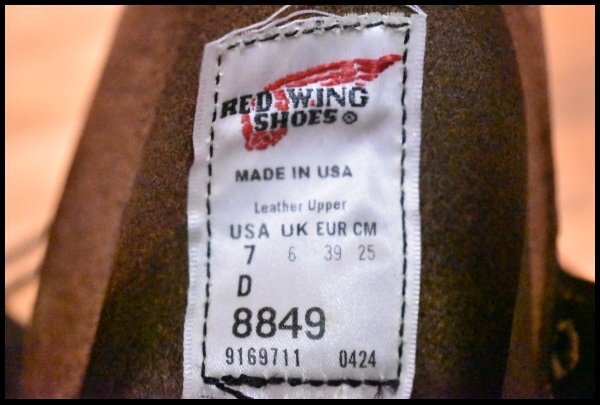 RED WING
SHOES ®
MADE IN USA
Leather Upper
USA UK EUR CM
7 6 39 25
D
8849
9169711 0424